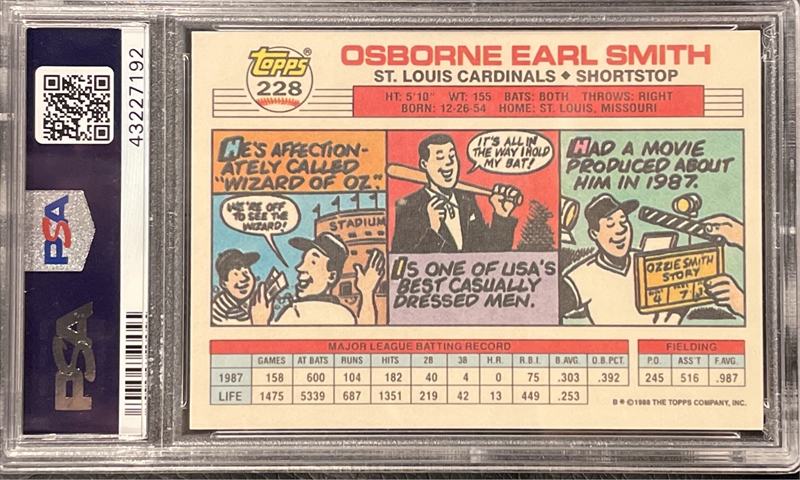 43227192
PSA
PSA
Topps®
228
OSBORNE EARL SMITH
ST. LOUIS CARDINALS ◆ SHORTSTOP
HT: 5'10" WT: 155 BATS: BOTH THROWS: RIGHT
BORN: 12-26-54 HOME: ST. LOUIS, MISSOURI
HE'S AFFECTION-
ATELY CALLED
"WIZARD OF OZ."
WE'RE OFF
TO SEE THE
WIZARD!
STADIUM
IT'S ALL IN
THE WAY I HOLD
MY BAT!
IS ONE OF USA'S
BEST CASUALLY
DRESSED MEN.
HAD A MOVIE
PRODUCED ABOUT
HIM IN 1987.
OZZIE SMITH
STORY
4 7
MAJOR LEAGUE BATTING RECORD
GAMES AT BATS RUNS HITS 2B 3B H.R. R.B.I. B.AVG. O.B.PCT.
1987 158 600 104 182 40 4 0 75 .303 .392
LIFE 1475 5339 687 1351 219 42 13 449 .253
FIELDING
P.O. ASS'T F.AVG.
245 516 .987
B * ©1988 THE TOPPS COMPANY, INC.